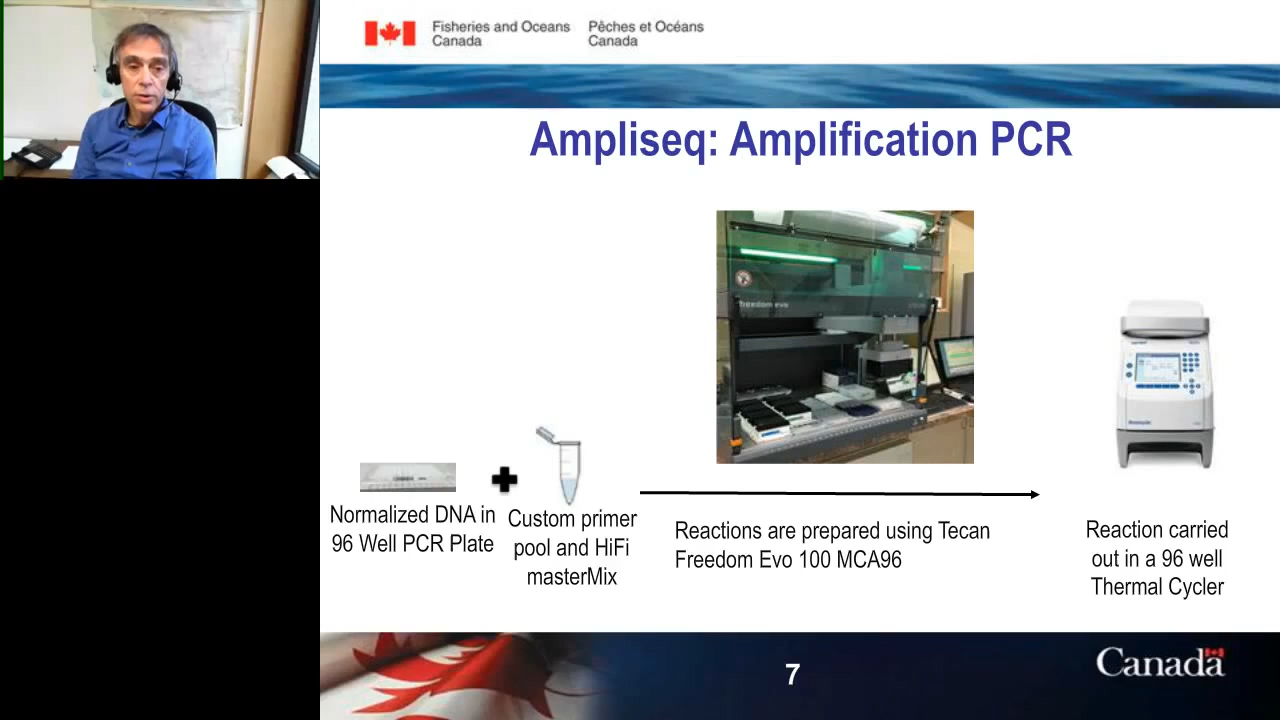 Fisheries and Oceans
Canada
Pêches et Océans
Canada
Ampliseq: Amplification PCR
freedom evo
Normalized DNA in
96 Well PCR Plate
Custom primer
pool and HiFi
masterMix
Reactions are prepared using Tecan
Freedom Evo 100 MCA96
Reaction carried
out in a 96 well
Thermal Cycler
7
Canada